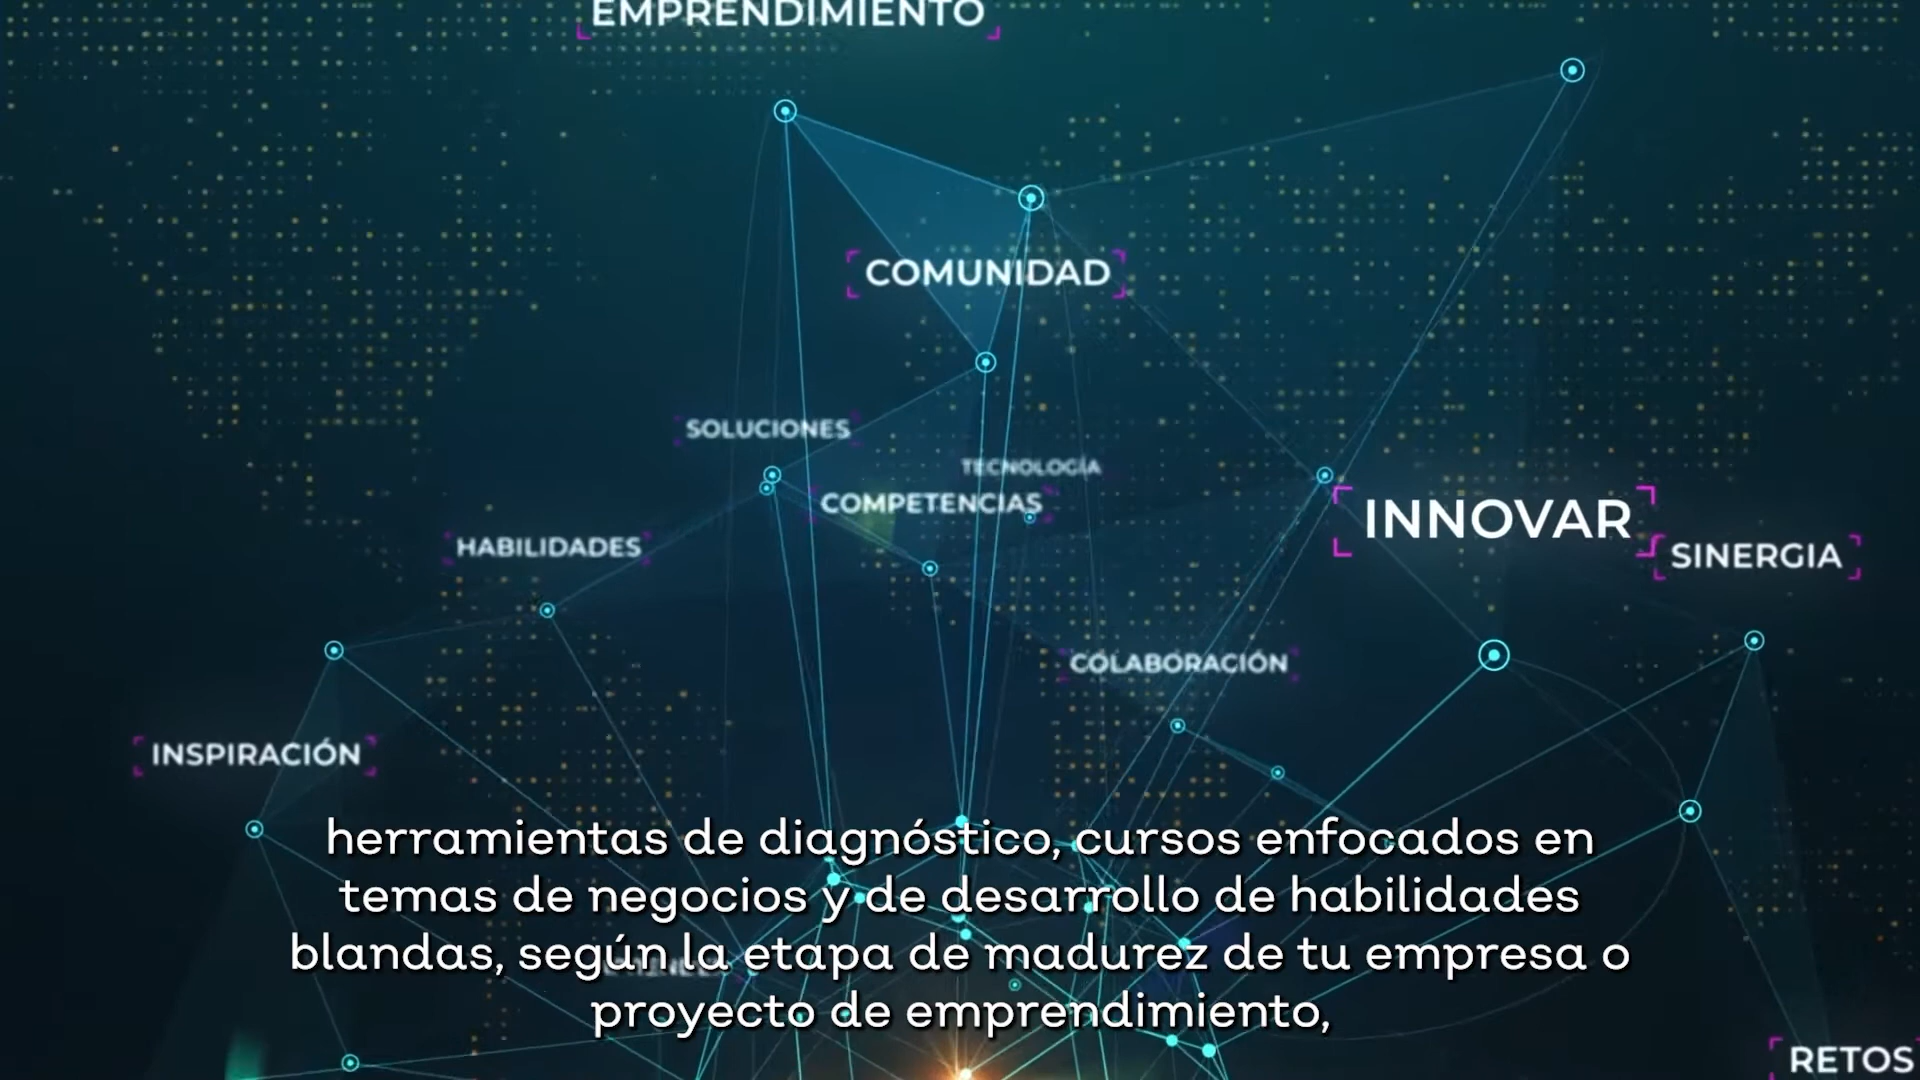 EMPRENDIMIENTO
COMUNIDAD
SOLUCIONES
TECNOLOGÍA
COMPETENCIAS
INNOVAR
HABILIDADES
SINERGIA
COLABORACIÓN
INSPIRACIÓN
herramientas de diagnóstico, cursos enfocados en
temas de negocios y de desarrollo de habilidades
blandas, según la etapa de madurez de tu empresa o
proyecto de emprendimiento,
RETOS